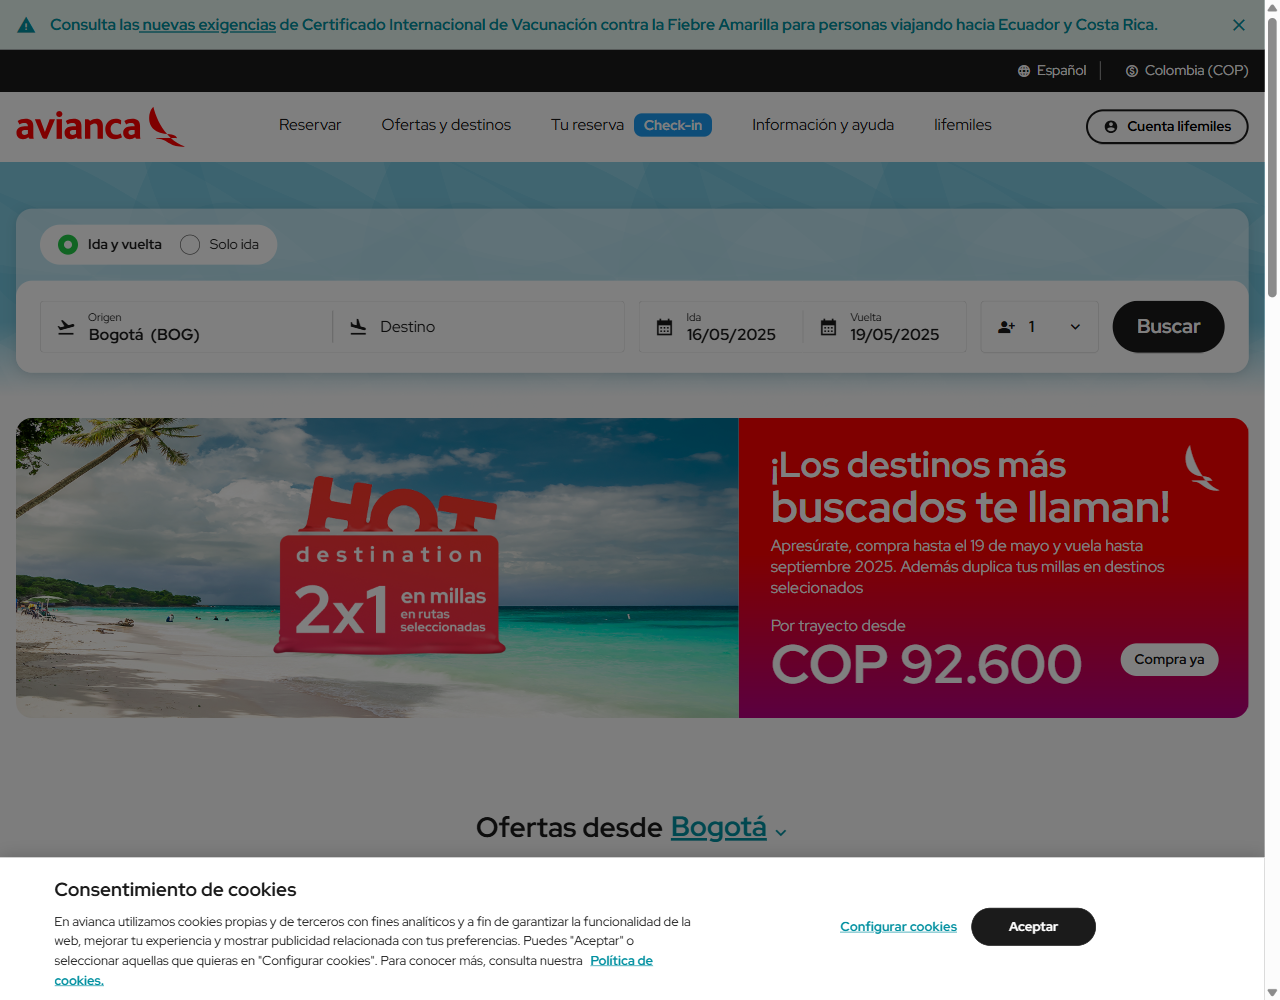 Consulta las nuevas exigencias de Certificado Internacional de Vacunación contra la Fiebre Amarilla para personas viajando hacia Ecuador y Costa Rica.
Español
Colombia (COP)
avianca
Reservar
Ofertas y destinos
Tu reserva
Check-in
Información y ayuda
lifemiles
Cuenta lifemiles
Ida y vuelta
Solo ida
Origen
Bogotá (BOG)
Destino
Ida
16/05/2025
Vuelta
19/05/2025
1
Buscar
HOT
destination
2x1
en millas
en rutas
seleccionadas
¡Los destinos más
buscados te llaman!
Apresúrate, compra hasta el 19 de mayo y vuela hasta
septiembre 2025. Además duplica tus millas en destinos
selecionados
Por trayecto desde
COP 92.600
Compra ya
Ofertas desde Bogotá
Consentimiento de cookies
En avianca utilizamos cookies propias y de terceros con fines analíticos y a fin de garantizar la funcionalidad de la
web, mejorar tu experiencia y mostrar publicidad relacionada con tus preferencias. Puedes "Aceptar" o
seleccionar aquellas que quieras en "Configurar cookies". Para conocer más, consulta nuestra Política de
cookies.
Configurar cookies
Aceptar